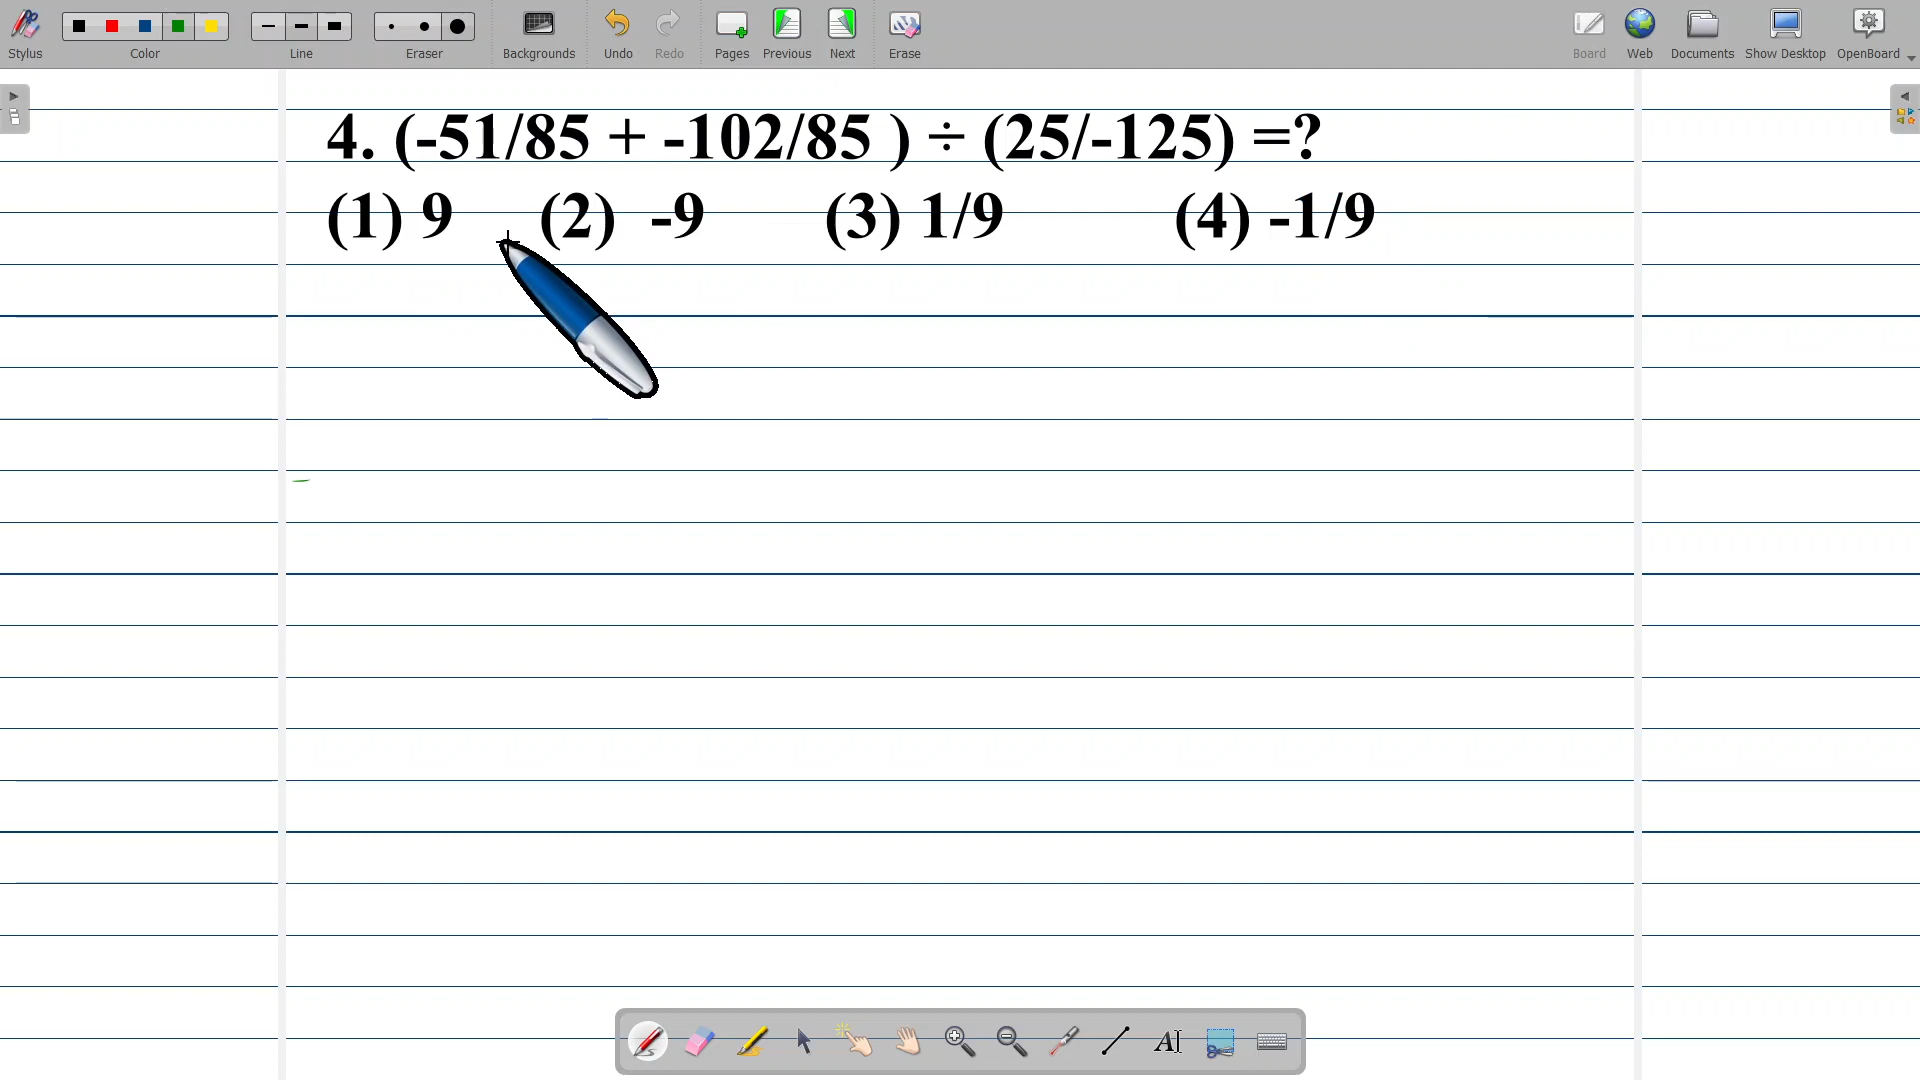 Stylus Color Line Eraser Backgrounds Undo Redo Pages Previous Next Erase Board Web Documents Show Desktop OpenBoard
4. (-51/85 + -102/85 ) ÷ (25/-125) =?
(1) 9 (2) -9 (3) 1/9 (4) -1/9